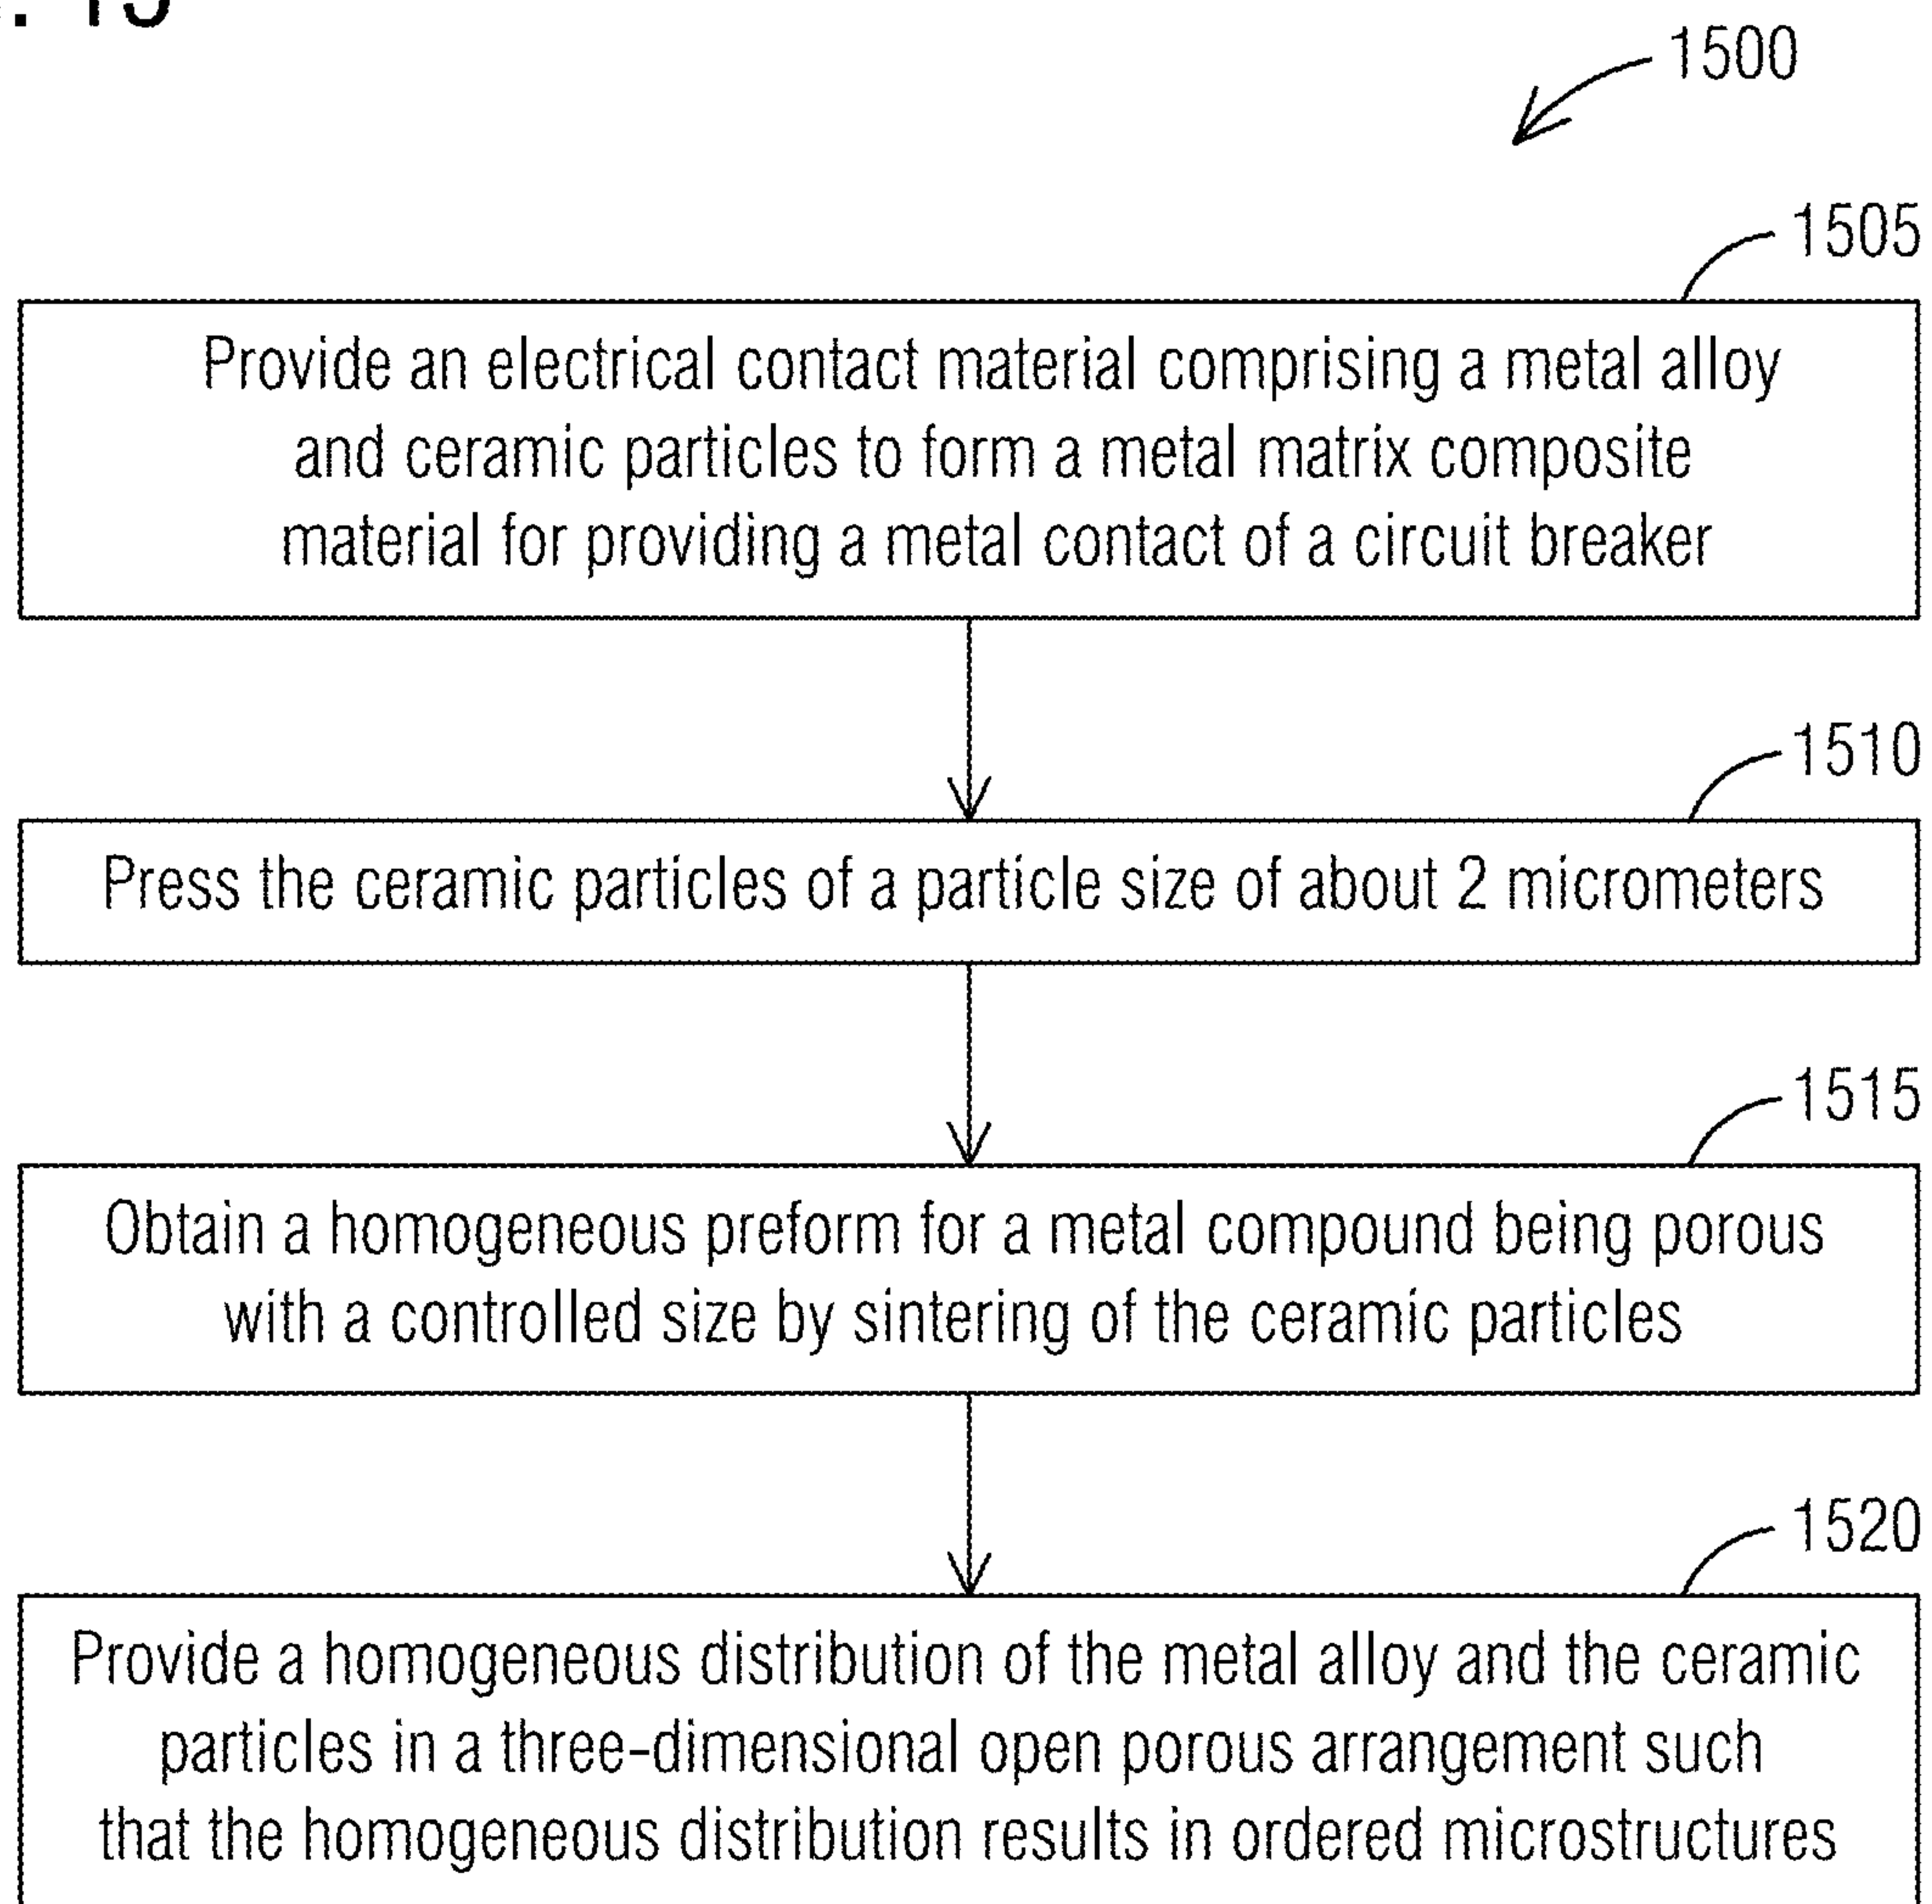 . 15
1500
1505
Provide an electrical contact material comprising a metal alloy
and ceramic particles to form a metal matrix composite
material for providing a metal contact of a circuit breaker
1510
Press the ceramic particles of a particle size of about 2 micrometers
1515
Obtain a homogeneous preform for a metal compound being porous
with a controlled size by sintering of the ceramic particles
1520
Provide a homogeneous distribution of the metal alloy and the ceramic
particles in a three-dimensional open porous arrangement such
that the homogeneous distribution results in ordered microstructures